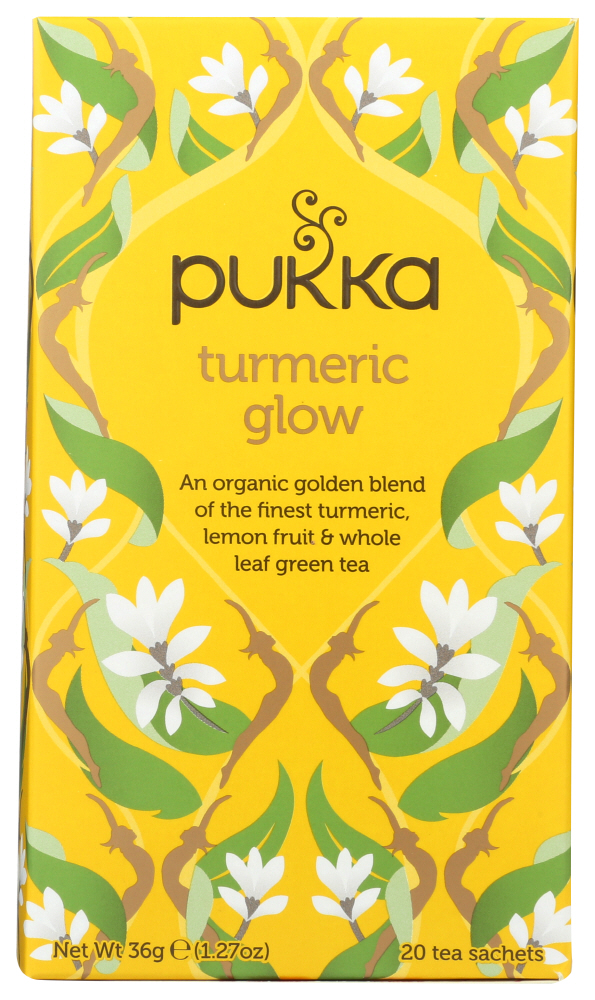 pukka
turmeric
glow
An organic golden blend
of the finest turmeric,
lemon fruit & whole
leaf green tea
Net Wt 36g ℮ (1.27oz)
20 tea sachets